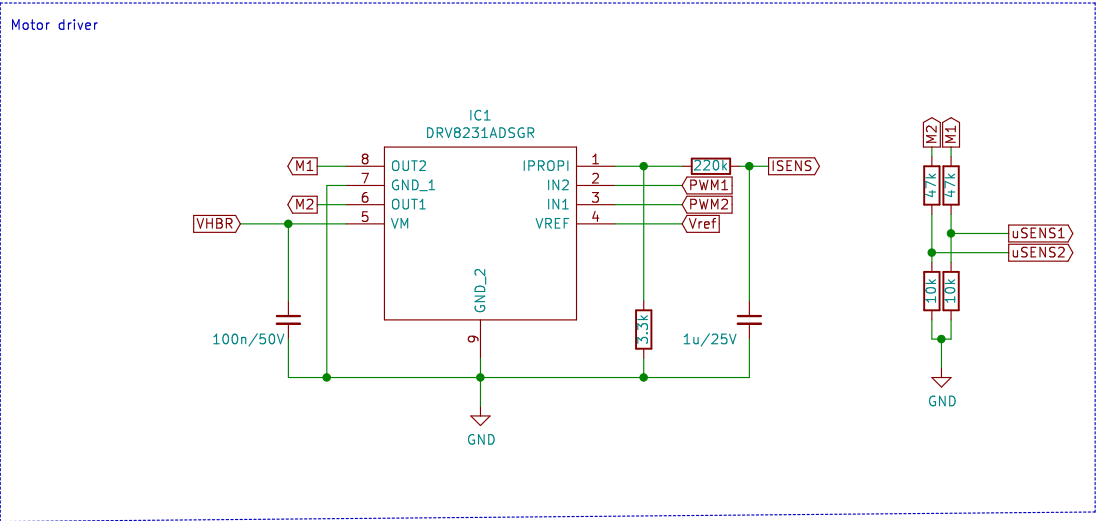 Motor driver
IC1
DRV8231ADSGR
M1 8 OUT2 IPROPI 1 220k ISENS
7 GND_1 IN2 2 PWM1
M2 6 OUT1 IN1 3 PWM2
VHBR 5 VM VREF 4 Vref
GND_2
9
100n/50V
3.3k
1u/25V
GND
M2 M1
47k 47k
uSENS1
uSENS2
10k 10k
GND